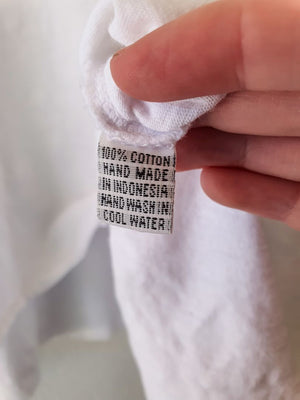 100% COTTON
HAND MADE
IN INDONESIA
HAND WASH IN
COOL WATER